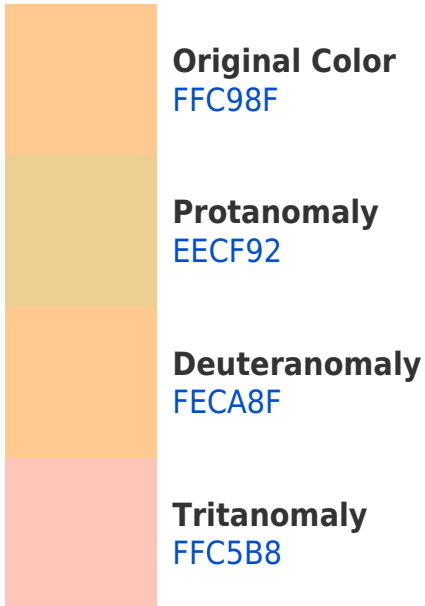 Original Color
FFC98F
Protanomaly
EECF92
Deuteranomaly
FECA8F
Tritanomaly
FFC5B8